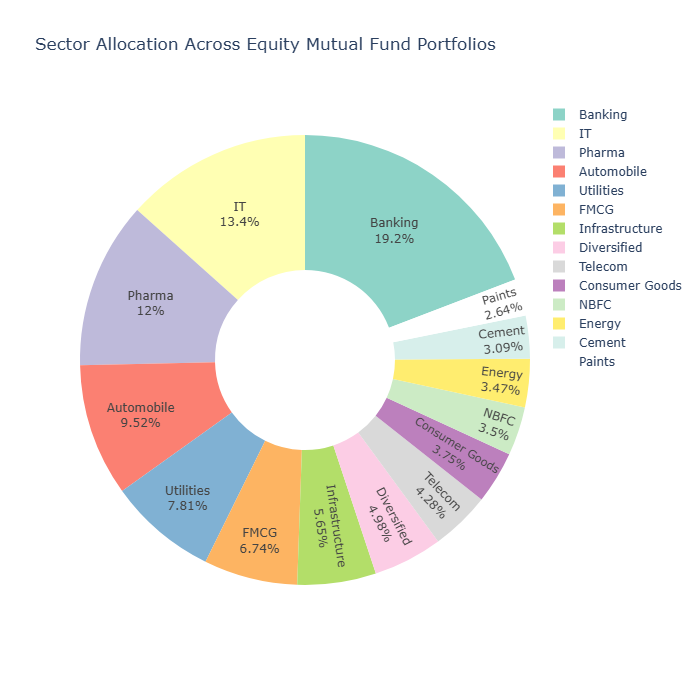 Sector Allocation Across Equity Mutual Fund Portfolios
Banking
19.2%
IT
13.4%
Pharma
12%
Automobile
9.52%
Utilities
7.81%
FMCG
6.74%
Infrastructure
5.65%
Diversified
4.98%
Telecom
4.28%
Consumer Goods
3.75%
NBFC
3.5%
Energy
3.47%
Cement
3.09%
Paints
2.64%
Banking
IT
Pharma
Automobile
Utilities
FMCG
Infrastructure
Diversified
Telecom
Consumer Goods
NBFC
Energy
Cement
Paints